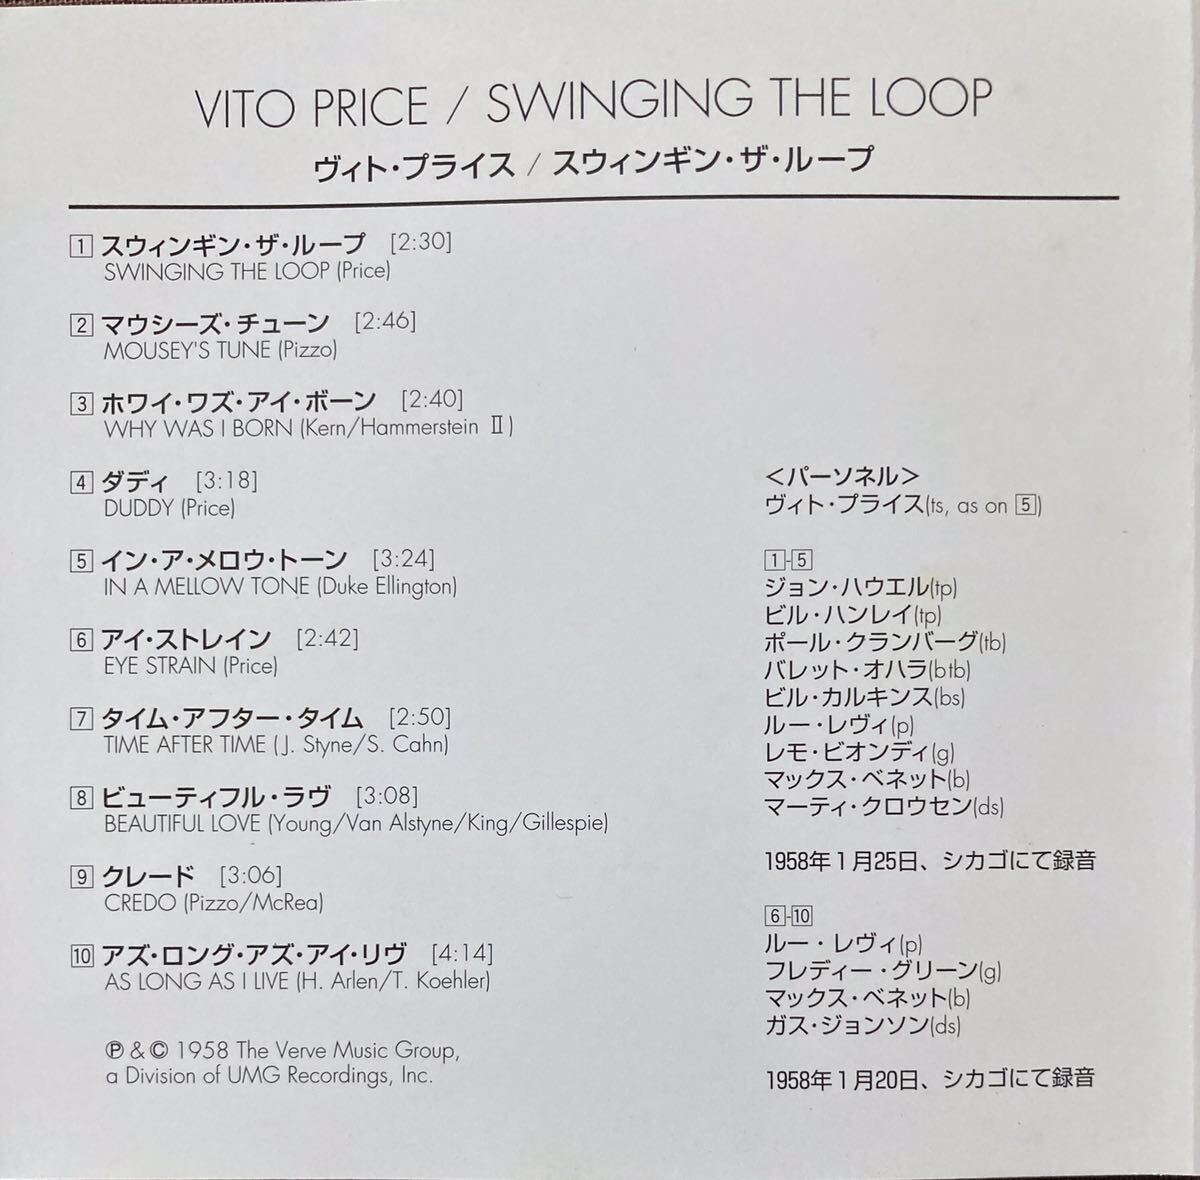 VITO PRICE / SWINGING THE LOOP
ヴィト・プライス / スウィンギン・ザ・ループ
1 スウィンギン・ザ・ループ [2:30]
SWINGING THE LOOP (Price)
2 マウシーズ・チューン [2:46]
MOUSEY'S TUNE (Pizzo)
3 ホワイ・ワズ・アイ・ボーン [2:40]
WHY WAS I BORN (Kern/Hammerstein Ⅱ)
4 ダディ [3:18]
DUDDY (Price)
5 イン・ア・メロウ・トーン [3:24]
IN A MELLOW TONE (Duke Ellington)
6 アイ・ストレイン [2:42]
EYE STRAIN (Price)
7 タイム・アフター・タイム [2:50]
TIME AFTER TIME (J. Styne/S. Cahn)
8 ビューティフル・ラヴ [3:08]
BEAUTIFUL LOVE (Young/Van Alstyne/King/Gillespie)
9 クレード [3:06]
CREDO (Pizzo/McRea)
10 アズ・ロング・アズ・アイ・リヴ [4:14]
AS LONG AS I LIVE (H. Arlen/T. Koehler)
℗ & © 1958 The Verve Music Group,
a Division of UMG Recordings, Inc.
＜パーソネル＞
ヴィト・プライス(ts, as on 5)
1-5
ジョン・ハウエル(tp)
ビル・ハンレイ(tp)
ポール・クランバーグ(tb)
バレット・オハラ(btb)
ビル・カルキンス(bs)
ルー・レヴィ(p)
レモ・ビオンディ(g)
マックス・ベネット(b)
マーティ・クロウセン(ds)
1958年1月25日、シカゴにて録音
6-10
ルー・レヴィ(p)
フレディー・グリーン(g)
マックス・ベネット(b)
ガス・ジョンソン(ds)
1958年1月20日、シカゴにて録音